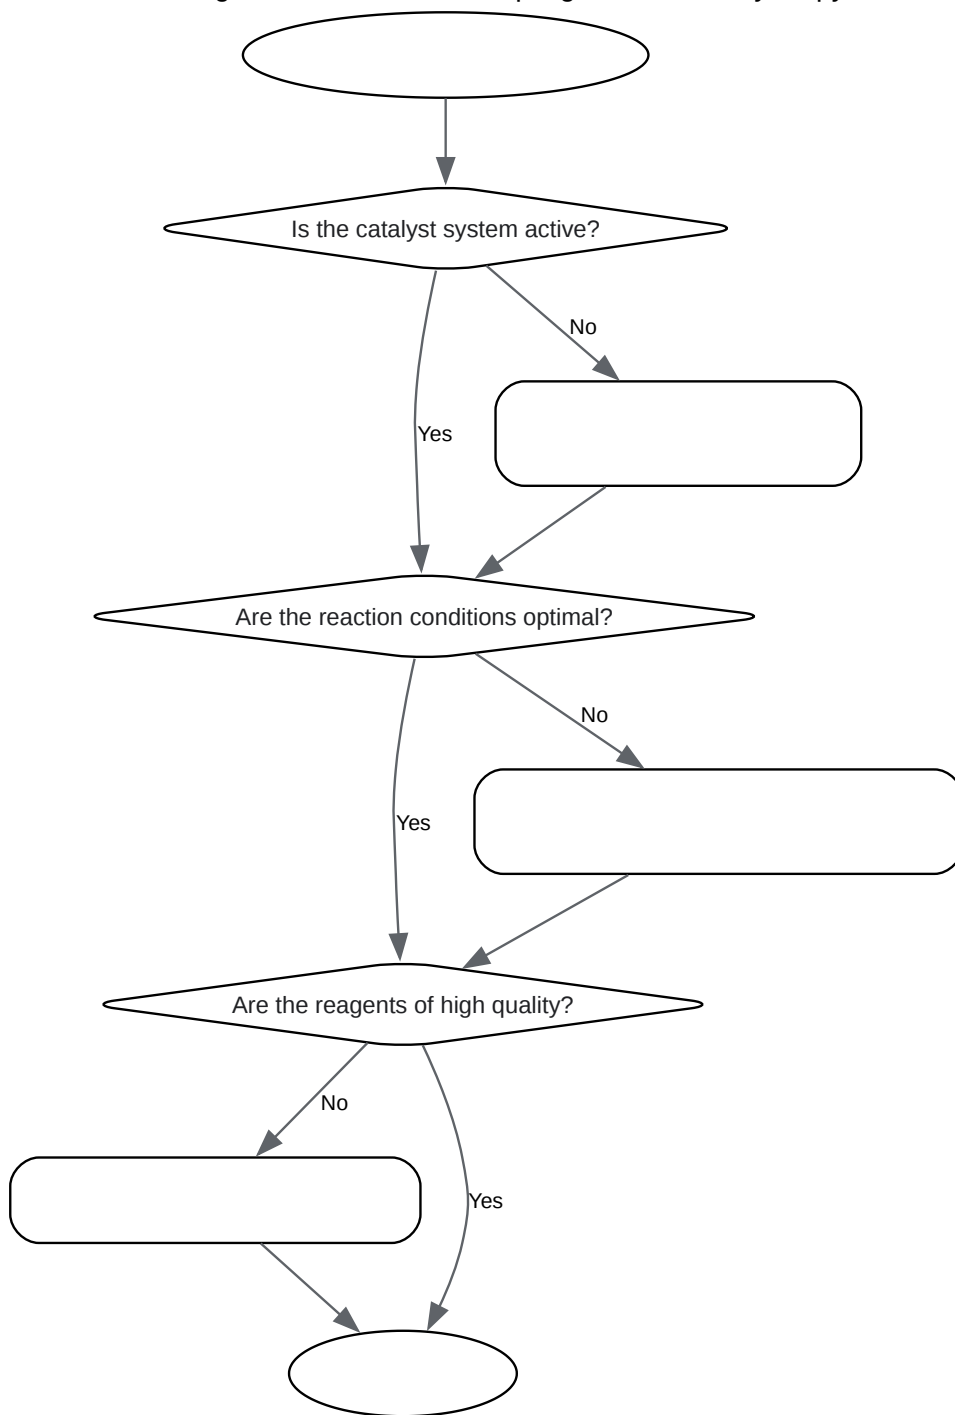 Is the catalyst system active?
No
Yes
Are the reaction conditions optimal?
No
Yes
Are the reagents of high quality?
No
Yes